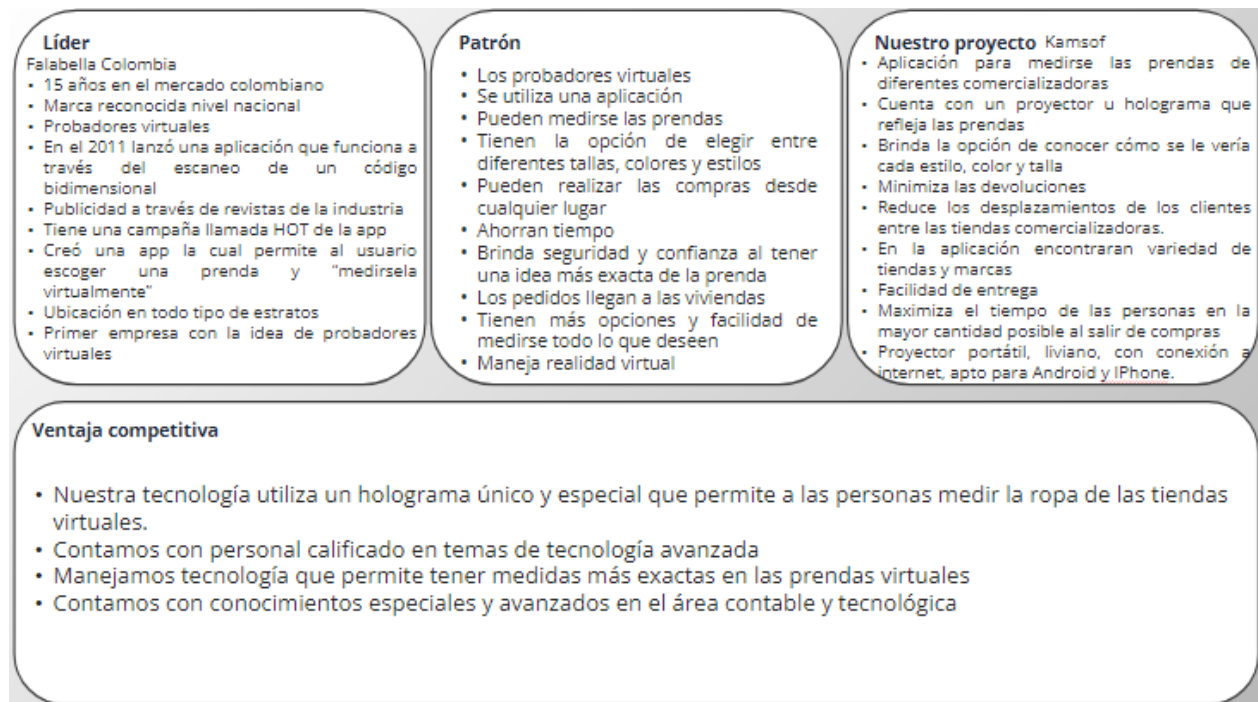 Líder
Falabella Colombia
• 15 años en el mercado colombiano
• Marca reconocida nivel nacional
• Probadores virtuales
• En el 2011 lanzó una aplicación que funciona a
través del escaneo de un código
bidimensional
• Publicidad a través de revistas de la industria
• Tiene una campaña llamada HOT de la app
• Creó una app la cual permite al usuario
escoger una prenda y "medirsela
virtualmente"
• Ubicación en todo tipo de estratos
• Primer empresa con la idea de probadores
virtuales
Patrón
• Los probadores virtuales
• Se utiliza una aplicación
• Pueden medirse las prendas
• Tienen la opción de elegir entre
diferentes tallas, colores y estilos
• Pueden realizar las compras desde
cualquier lugar
• Ahorran tiempo
• Brinda seguridad y confianza al tener
una idea más exacta de la prenda
• Los pedidos llegan a las viviendas
• Tienen más opciones y facilidad de
medirse todo lo que deseen
• Maneja realidad virtual
Nuestro proyecto Kamsof
• Aplicación para medirse las prendas de
diferentes comercializadoras
• Cuenta con un proyector u holograma que
refleja las prendas
• Brinda la opción de conocer cómo se le vería
cada estilo, color y talla
• Minimiza las devoluciones
• Reduce los desplazamientos de los clientes
entre las tiendas comercializadoras.
• En la aplicación encontraran variedad de
tiendas y marcas
• Facilidad de entrega
• Maximiza el tiempo de las personas en la
mayor cantidad posible al salir de compras
• Proyector portátil, liviano, con conexión a
internet, apto para Android y IPhone.
Ventaja competitiva
• Nuestra tecnología utiliza un holograma único y especial que permite a las personas medir la ropa de las tiendas
virtuales.
• Contamos con personal calificado en temas de tecnología avanzada
• Manejamos tecnología que permite tener medidas más exactas en las prendas virtuales
• Contamos con conocimientos especiales y avanzados en el área contable y tecnológica